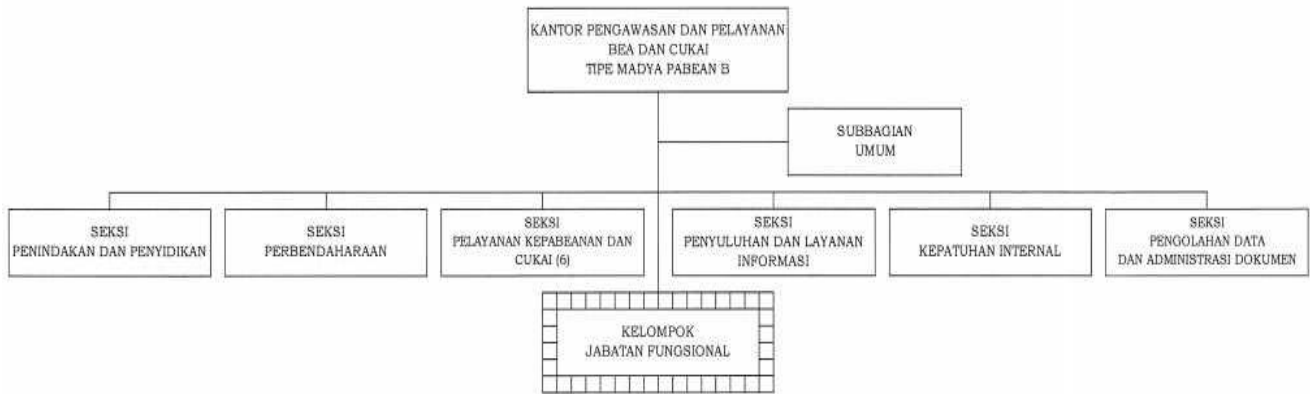 KANTOR PENGAWASAN DAN PELAYANAN
BEA DAN CUKAI
TIPE MADYA PABEAN B
SUBBAGIAN
UMUM
SEKSI
PENINDAKAN DAN PENYIDIKAN
SEKSI
PERBENDAHARAAN
SEKSI
PELAYANAN KEPABEANAN DAN
CUKAI (6)
SEKSI
PENYULUHAN DAN LAYANAN
INFORMASI
SEKSI
KEPATUHAN INTERNAL
SEKSI
PENGOLAHAN DATA
DAN ADMINISTRASI DOKUMEN
KELOMPOK
JABATAN FUNGSIONAL